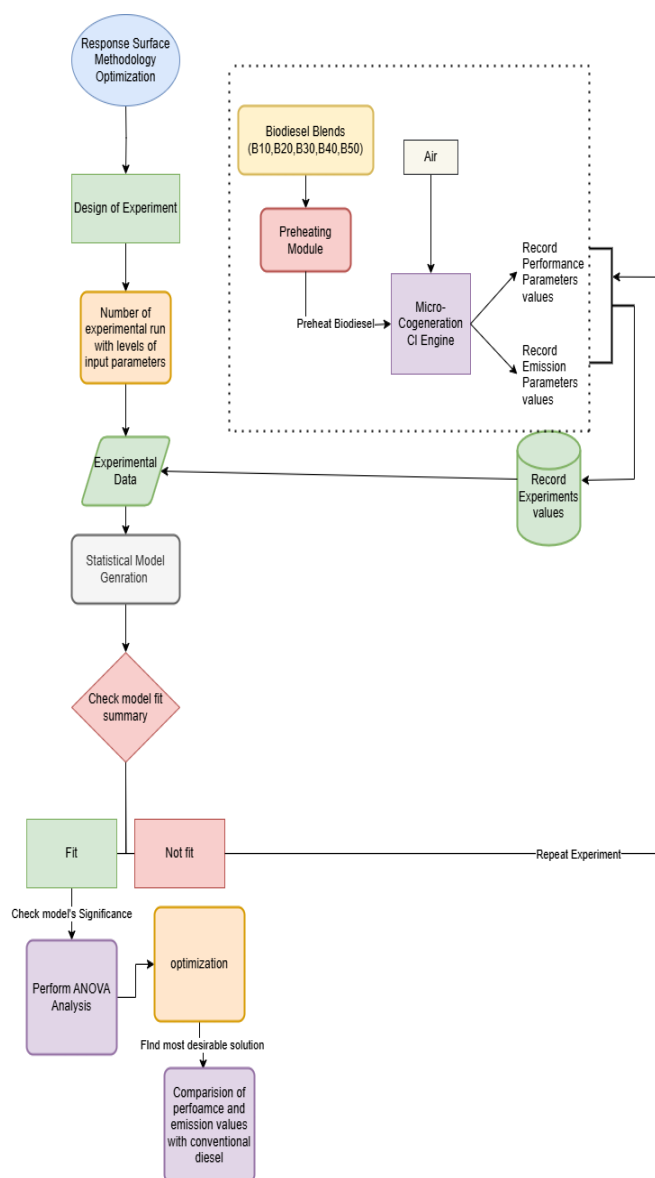 Response Surface
Methodology
Optimization
Design of Experiment
Number of
experimental run
with levels of
input parameters
Experimental
Data
Statistical Model
Genration
Check model fit
summary
Fit
Not fit
Repeat Experiment
Check model's Significance
Perform ANOVA
Analysis
optimization
FInd most desirable solution
Comparision of
perfoamce and
emission values
with conventional
diesel
Biodiesel Blends
(B10,B20,B30,B40,B50)
Air
Preheating
Module
Preheat Biodiesel
Micro-
Cogeneration
CI Engine
Record
Performance
Parameters
values
Record
Emission
Parameters
values
Record
Experiments
values